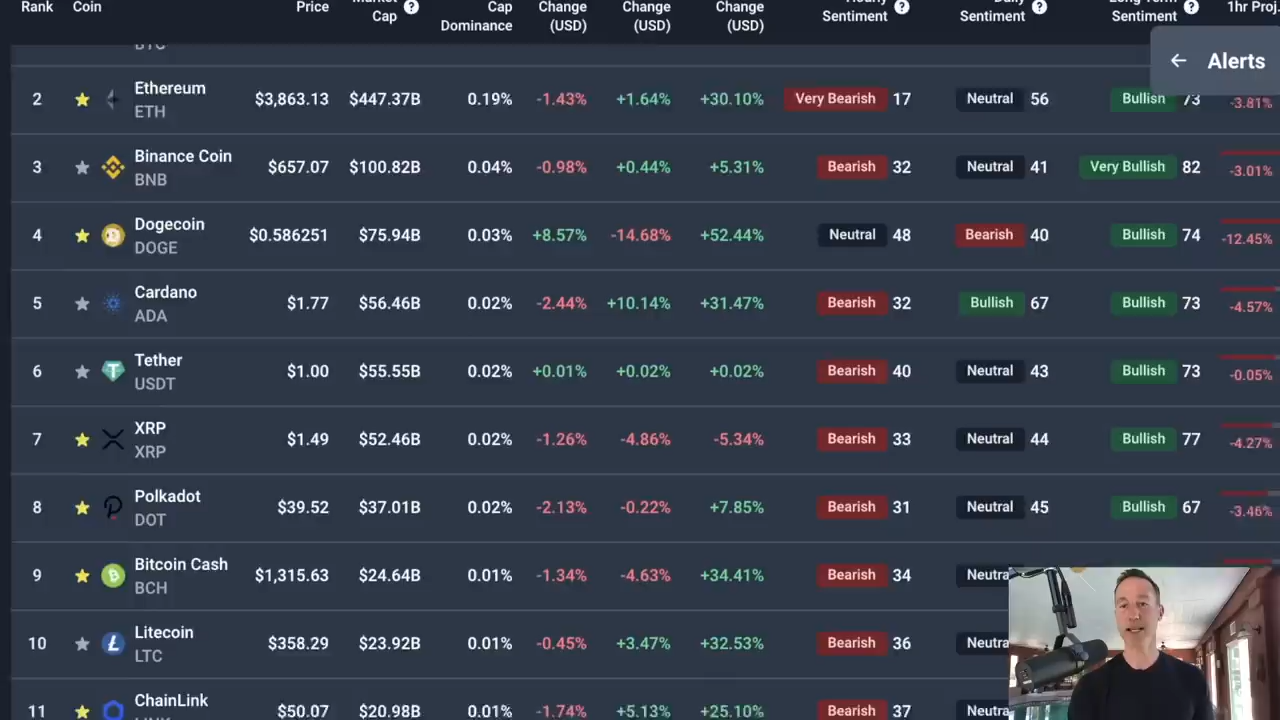 Rank Coin Price Market Cap Cap Dominance Change (USD) Change (USD) Change (USD) Hourly Sentiment Daily Sentiment Long Term Sentiment 1hr Proj.
Alerts
BTC
2 Ethereum ETH $3,863.13 $447.37B 0.19% -1.43% +1.64% +30.10% Very Bearish 17 Neutral 56 Bullish 73 -3.81%
3 Binance Coin BNB $657.07 $100.82B 0.04% -0.98% +0.44% +5.31% Bearish 32 Neutral 41 Very Bullish 82 -3.01%
4 Dogecoin DOGE $0.586251 $75.94B 0.03% +8.57% -14.68% +52.44% Neutral 48 Bearish 40 Bullish 74 -12.45%
5 Cardano ADA $1.77 $56.46B 0.02% -2.44% +10.14% +31.47% Bearish 32 Bullish 67 Bullish 73 -4.57%
6 Tether USDT $1.00 $55.55B 0.02% +0.01% +0.02% +0.02% Bearish 40 Neutral 43 Bullish 73 -0.05%
7 XRP XRP $1.49 $52.46B 0.02% -1.26% -4.86% -5.34% Bearish 33 Neutral 44 Bullish 77 -4.27%
8 Polkadot DOT $39.52 $37.01B 0.02% -2.13% -0.22% +7.85% Bearish 31 Neutral 45 Bullish 67 -3.46%
9 Bitcoin Cash BCH $1,315.63 $24.64B 0.01% -1.34% -4.63% +34.41% Bearish 34 Neutra
10 Litecoin LTC $358.29 $23.92B 0.01% -0.45% +3.47% +32.53% Bearish 36 Neutra
11 ChainLink $50.07 $20.98B 0.01% -1.74% +5.13% +25.10% Bearish 37 Neutra